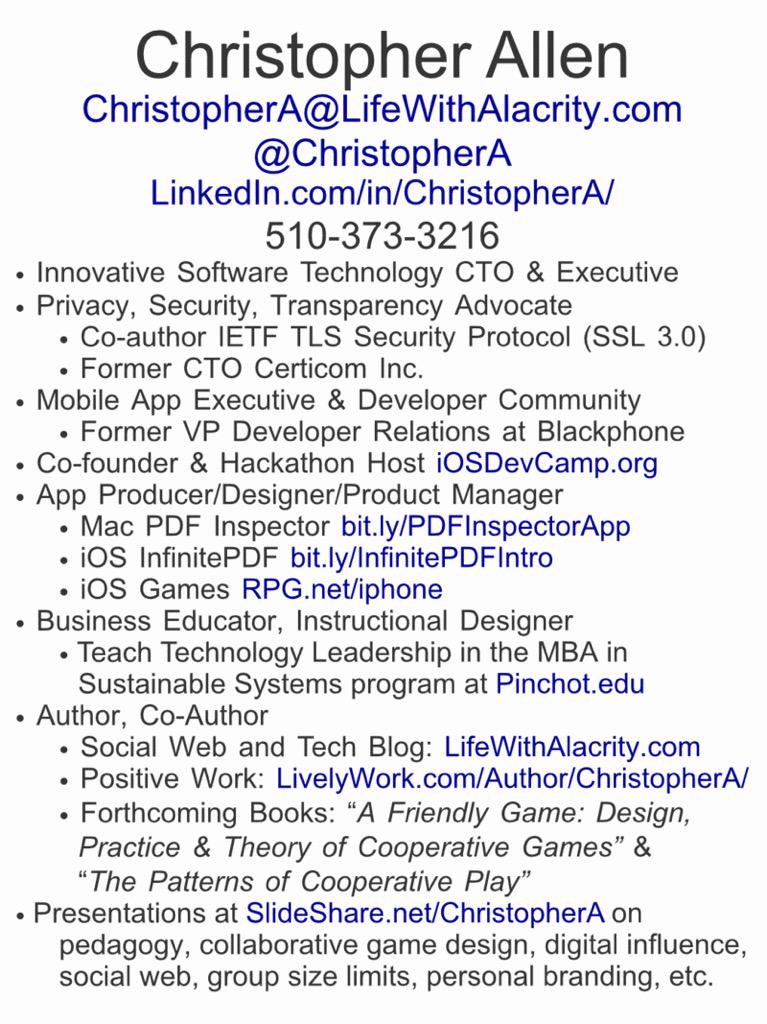 Christopher Allen
ChristopherA@LifeWithAlacrity.com
@ChristopherA
LinkedIn.com/in/ChristopherA/
510-373-3216
• Innovative Software Technology CTO & Executive
• Privacy, Security, Transparency Advocate
• Co-author IETF TLS Security Protocol (SSL 3.0)
• Former CTO Certicom Inc.
• Mobile App Executive & Developer Community
• Former VP Developer Relations at Blackphone
• Co-founder & Hackathon Host iOSDevCamp.org
• App Producer/Designer/Product Manager
• Mac PDF Inspector bit.ly/PDFInspectorApp
• iOS InfinitePDF bit.ly/InfinitePDFIntro
• iOS Games RPG.net/iphone
• Business Educator, Instructional Designer
• Teach Technology Leadership in the MBA in
Sustainable Systems program at Pinchot.edu
• Author, Co-Author
• Social Web and Tech Blog: LifeWithAlacrity.com
• Positive Work: LivelyWork.com/Author/ChristopherA/
• Forthcoming Books: “A Friendly Game: Design,
Practice & Theory of Cooperative Games” &
“The Patterns of Cooperative Play”
• Presentations at SlideShare.net/ChristopherA on
pedagogy, collaborative game design, digital influence,
social web, group size limits, personal branding, etc.